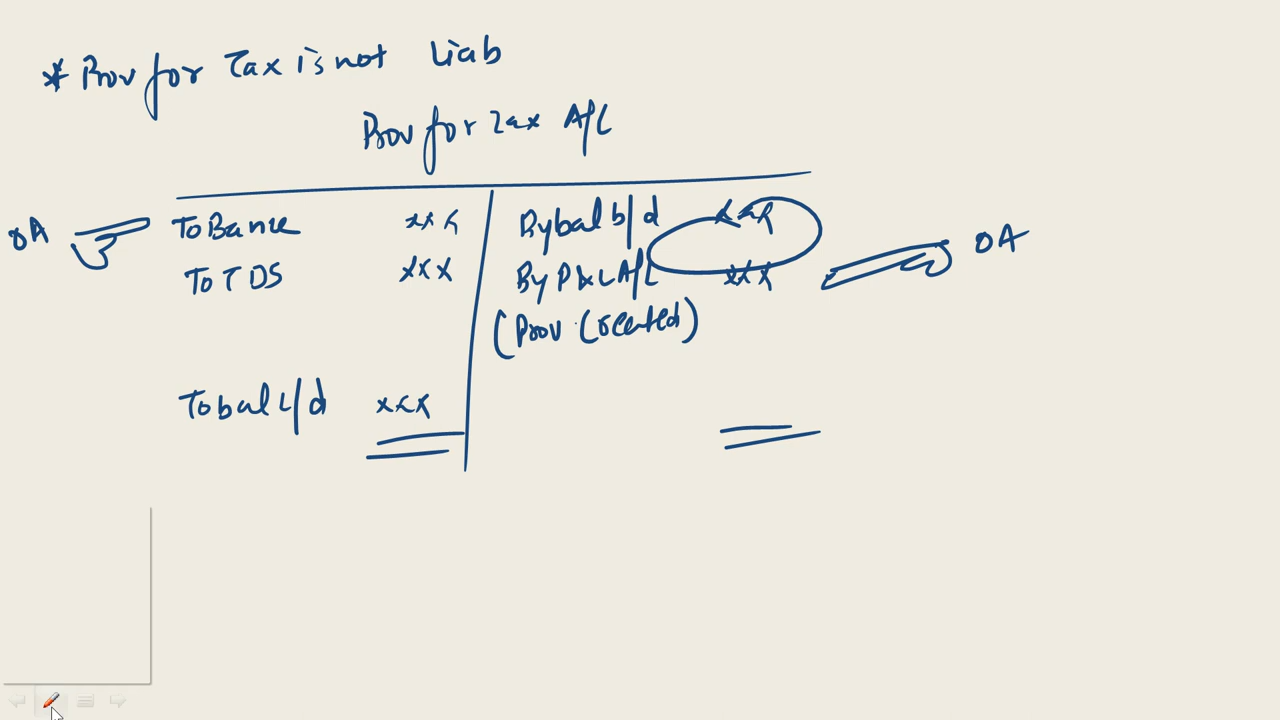 * Prov for Tax is not Liab
Prov for Tax A/C
OA To Bank xxx By bal b/d xxx OA
To TDS xxx By P&L A/C xxx
(Prov Created)
To bal c/d xxx